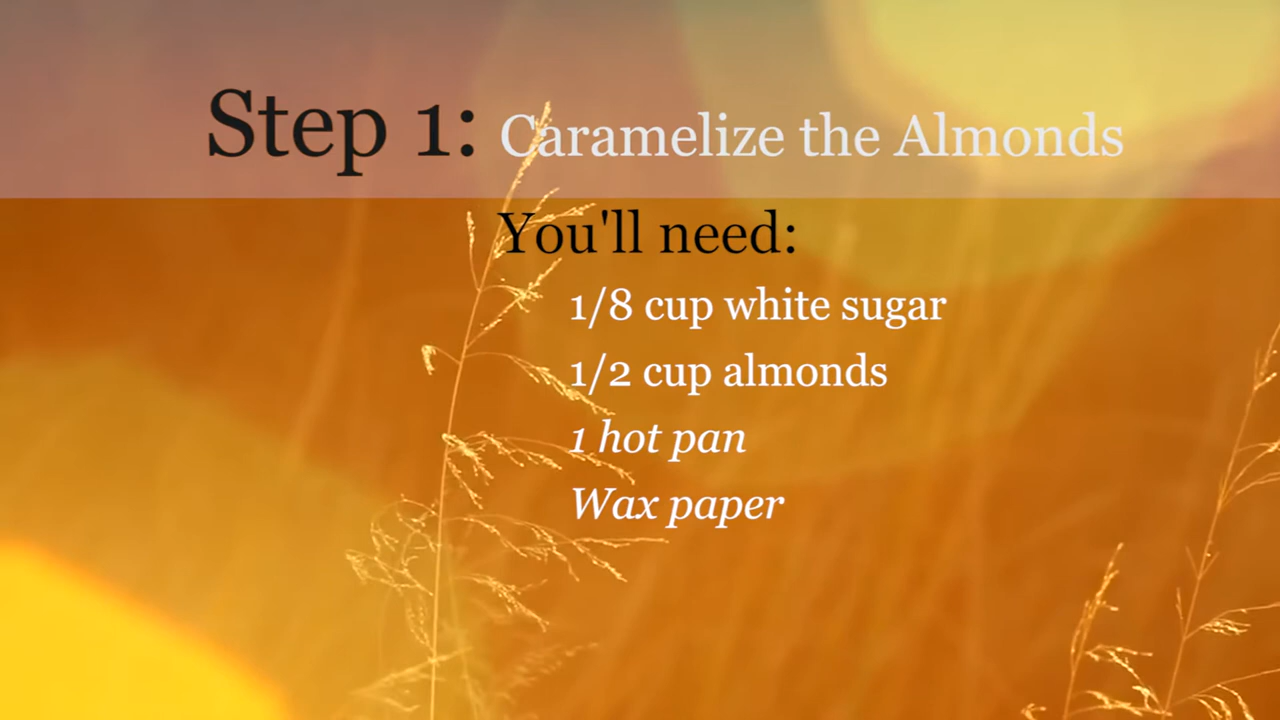 Step 1: Caramelize the Almonds
You'll need:
1/8 cup white sugar
1/2 cup almonds
1 hot pan
Wax paper